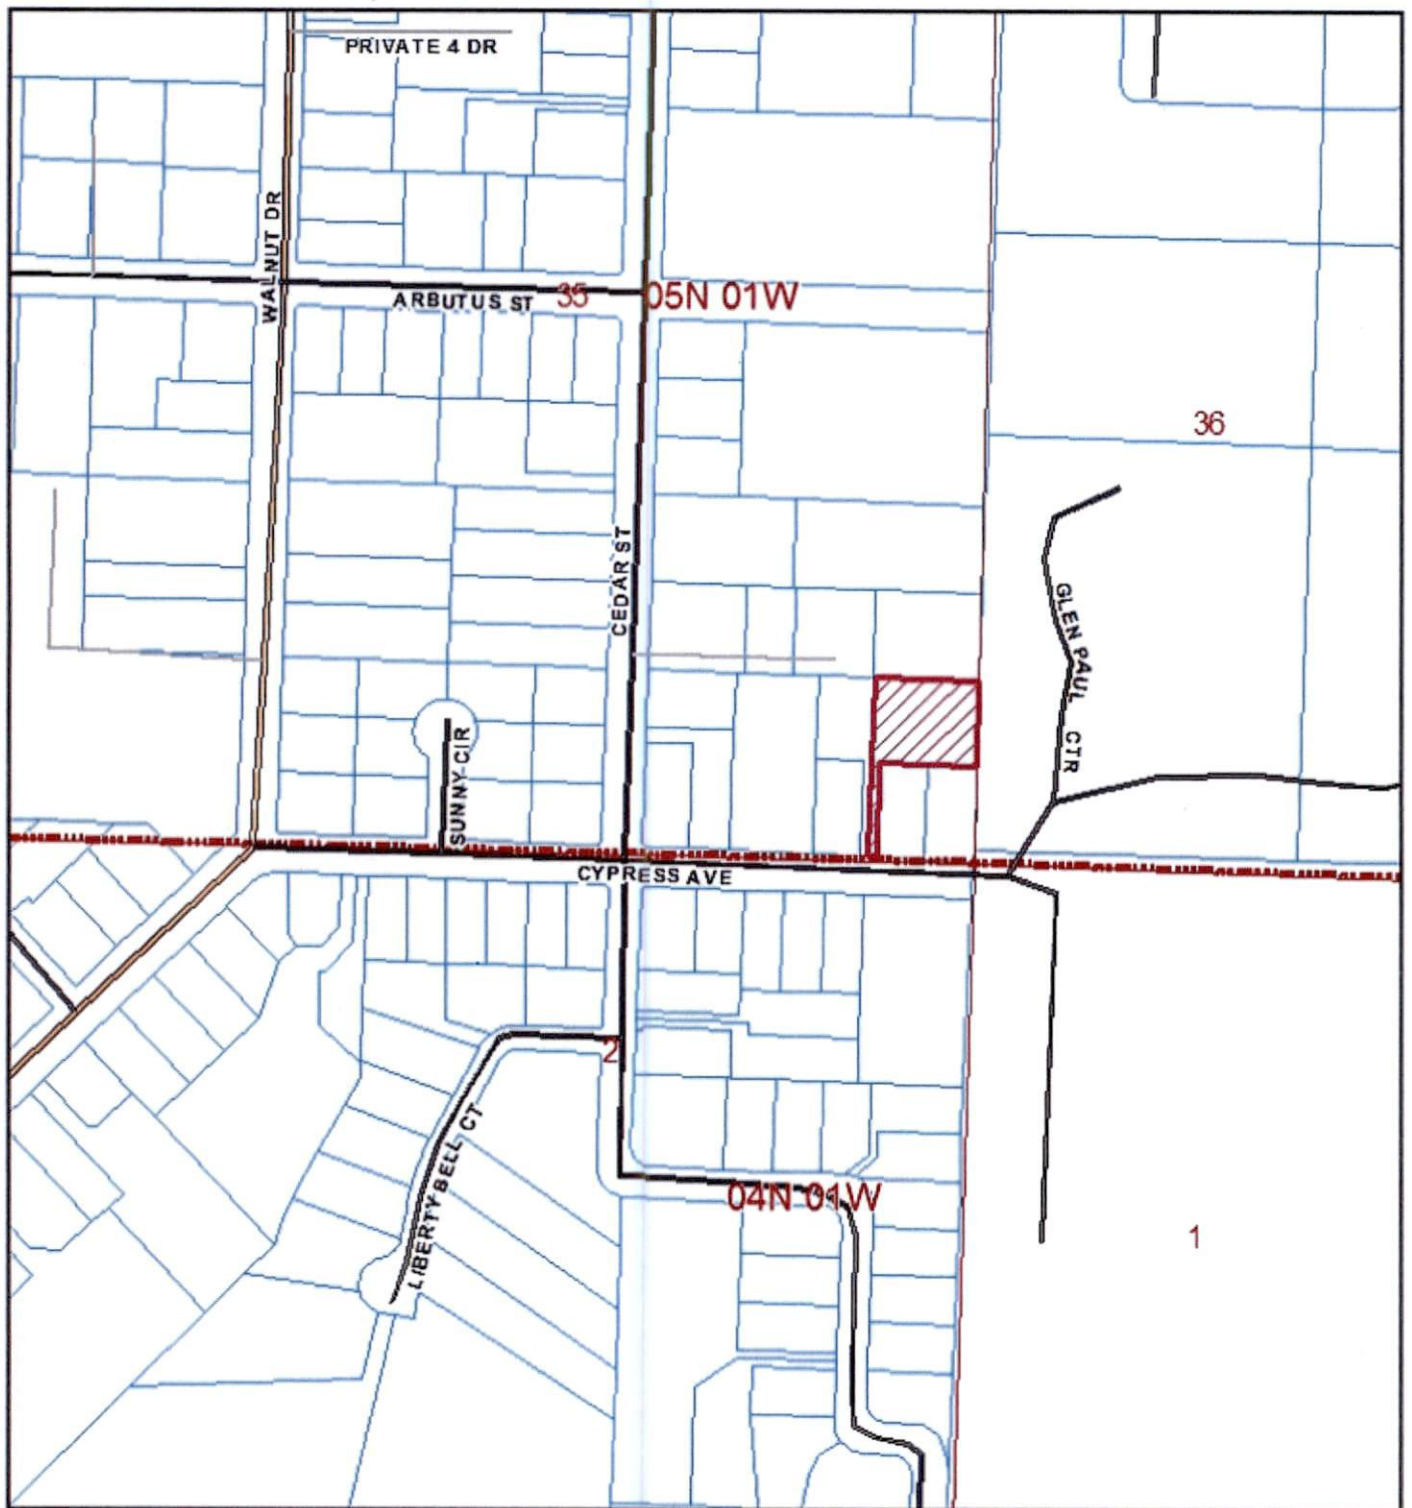 PRIVATE 4 DR
WALNUT DR
ARBUTUS ST
35
05N 01W
36
CEDAR ST
GLEN PAUL CTR
SUNNY CIR
CYPRESS AVE
2
LIBERTY BELL CT
04N 01W
1